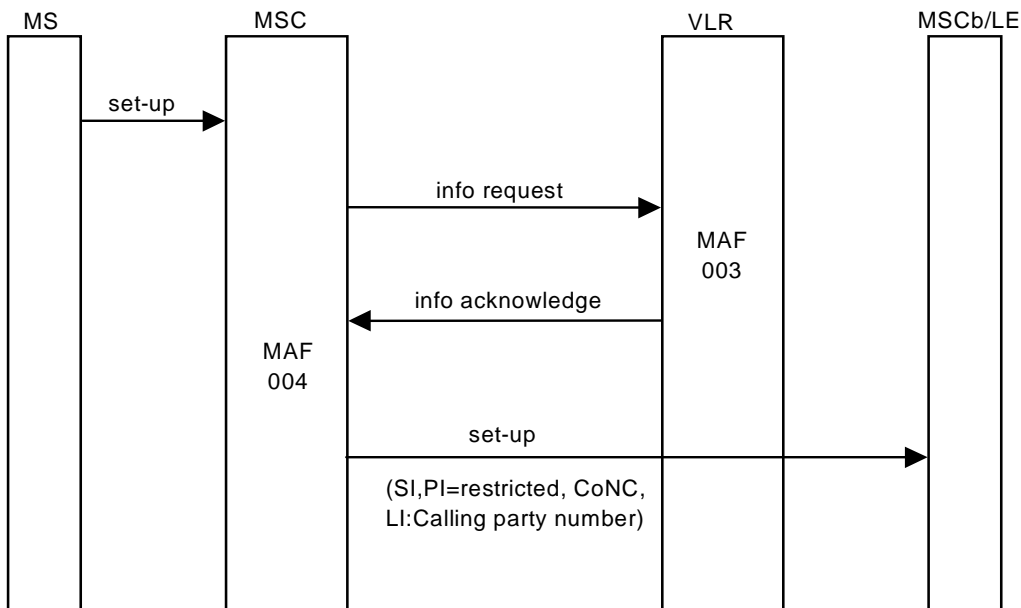 MS
MSC
VLR
MSCb/LE
set-up
info request
MAF
003
info acknowledge
MAF
004
set-up
(SI,PI=restricted, CoNC,
LI:Calling party number)